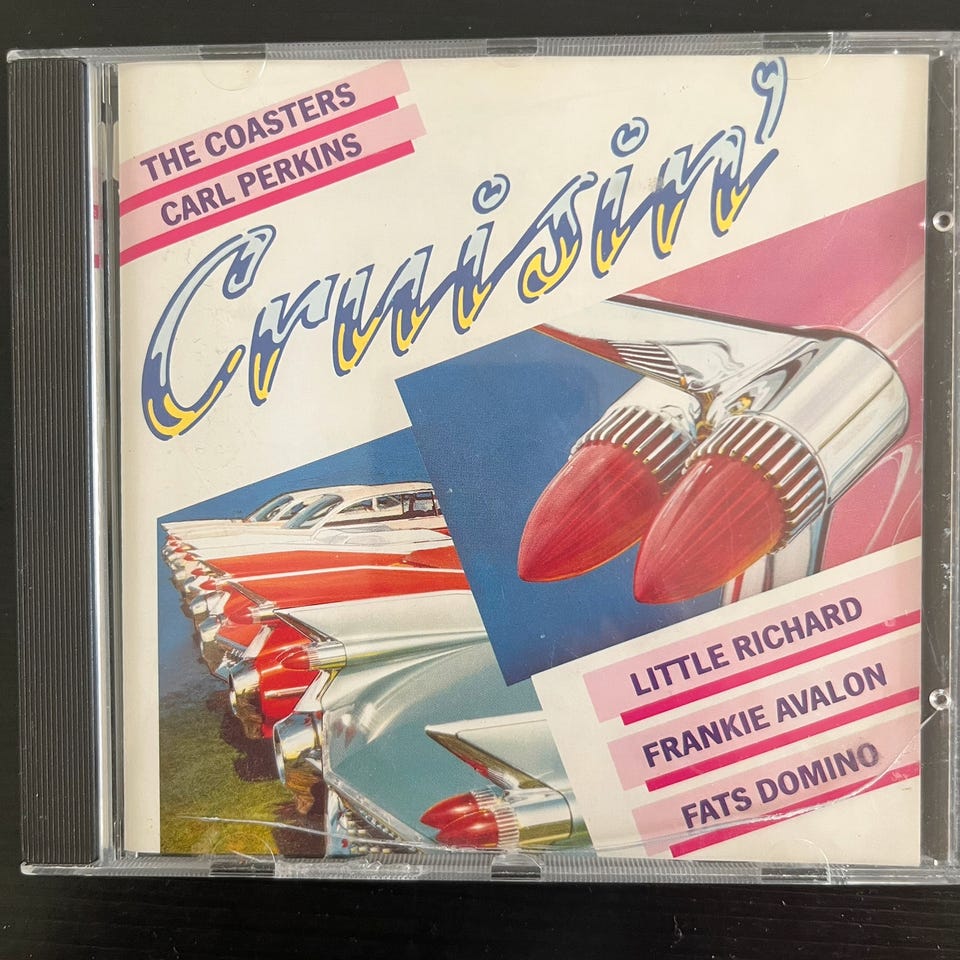 THE COASTERS
CARL PERKINS
Cruisin'
LITTLE RICHARD
FRANKIE AVALON
FATS DOMINO